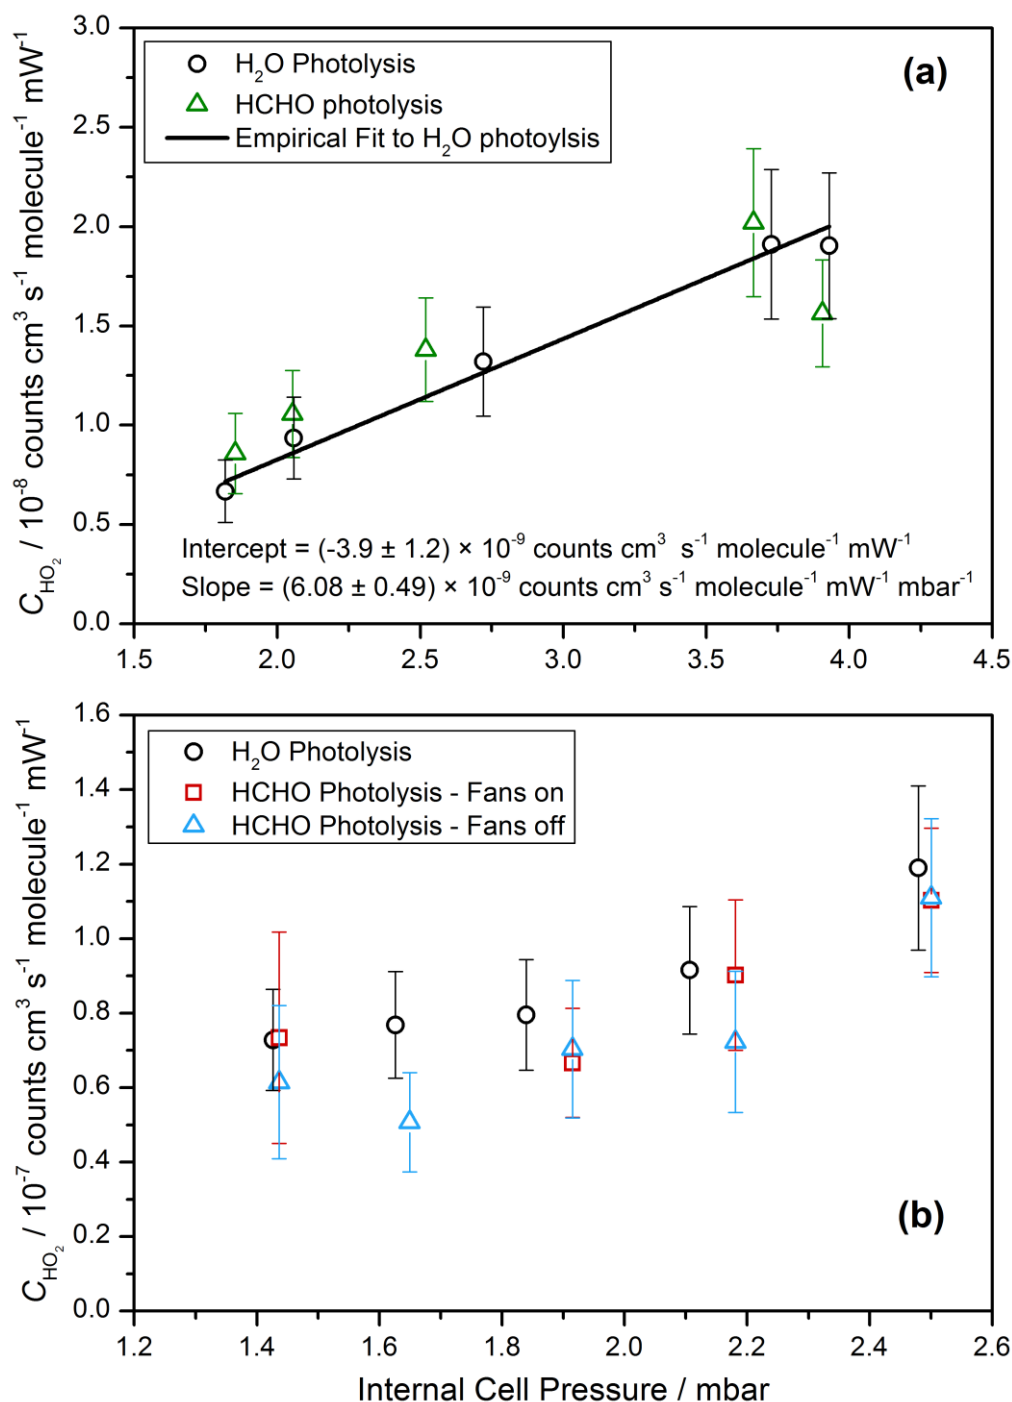 3.0
2.5
2.0
1.5
1.0
0.5
0.0
C_HO₂ / 10⁻⁸ counts cm³ s⁻¹ molecule⁻¹ mW⁻¹
H₂O Photolysis
HCHO photolysis
Empirical Fit to H₂O photoylsis
(a)
Intercept = (-3.9 ± 1.2) × 10⁻⁹ counts cm³ s⁻¹ molecule⁻¹ mW⁻¹
Slope = (6.08 ± 0.49) × 10⁻⁹ counts cm³ s⁻¹ molecule⁻¹ mW⁻¹ mbar⁻¹
1.5 2.0 2.5 3.0 3.5 4.0 4.5
1.6
1.4
1.2
1.0
0.8
0.6
0.4
0.2
0.0
C_HO₂ / 10⁻⁷ counts cm³ s⁻¹ molecule⁻¹ mW⁻¹
H₂O Photolysis
HCHO Photolysis - Fans on
HCHO Photolysis - Fans off
(b)
1.2 1.4 1.6 1.8 2.0 2.2 2.4 2.6
Internal Cell Pressure / mbar